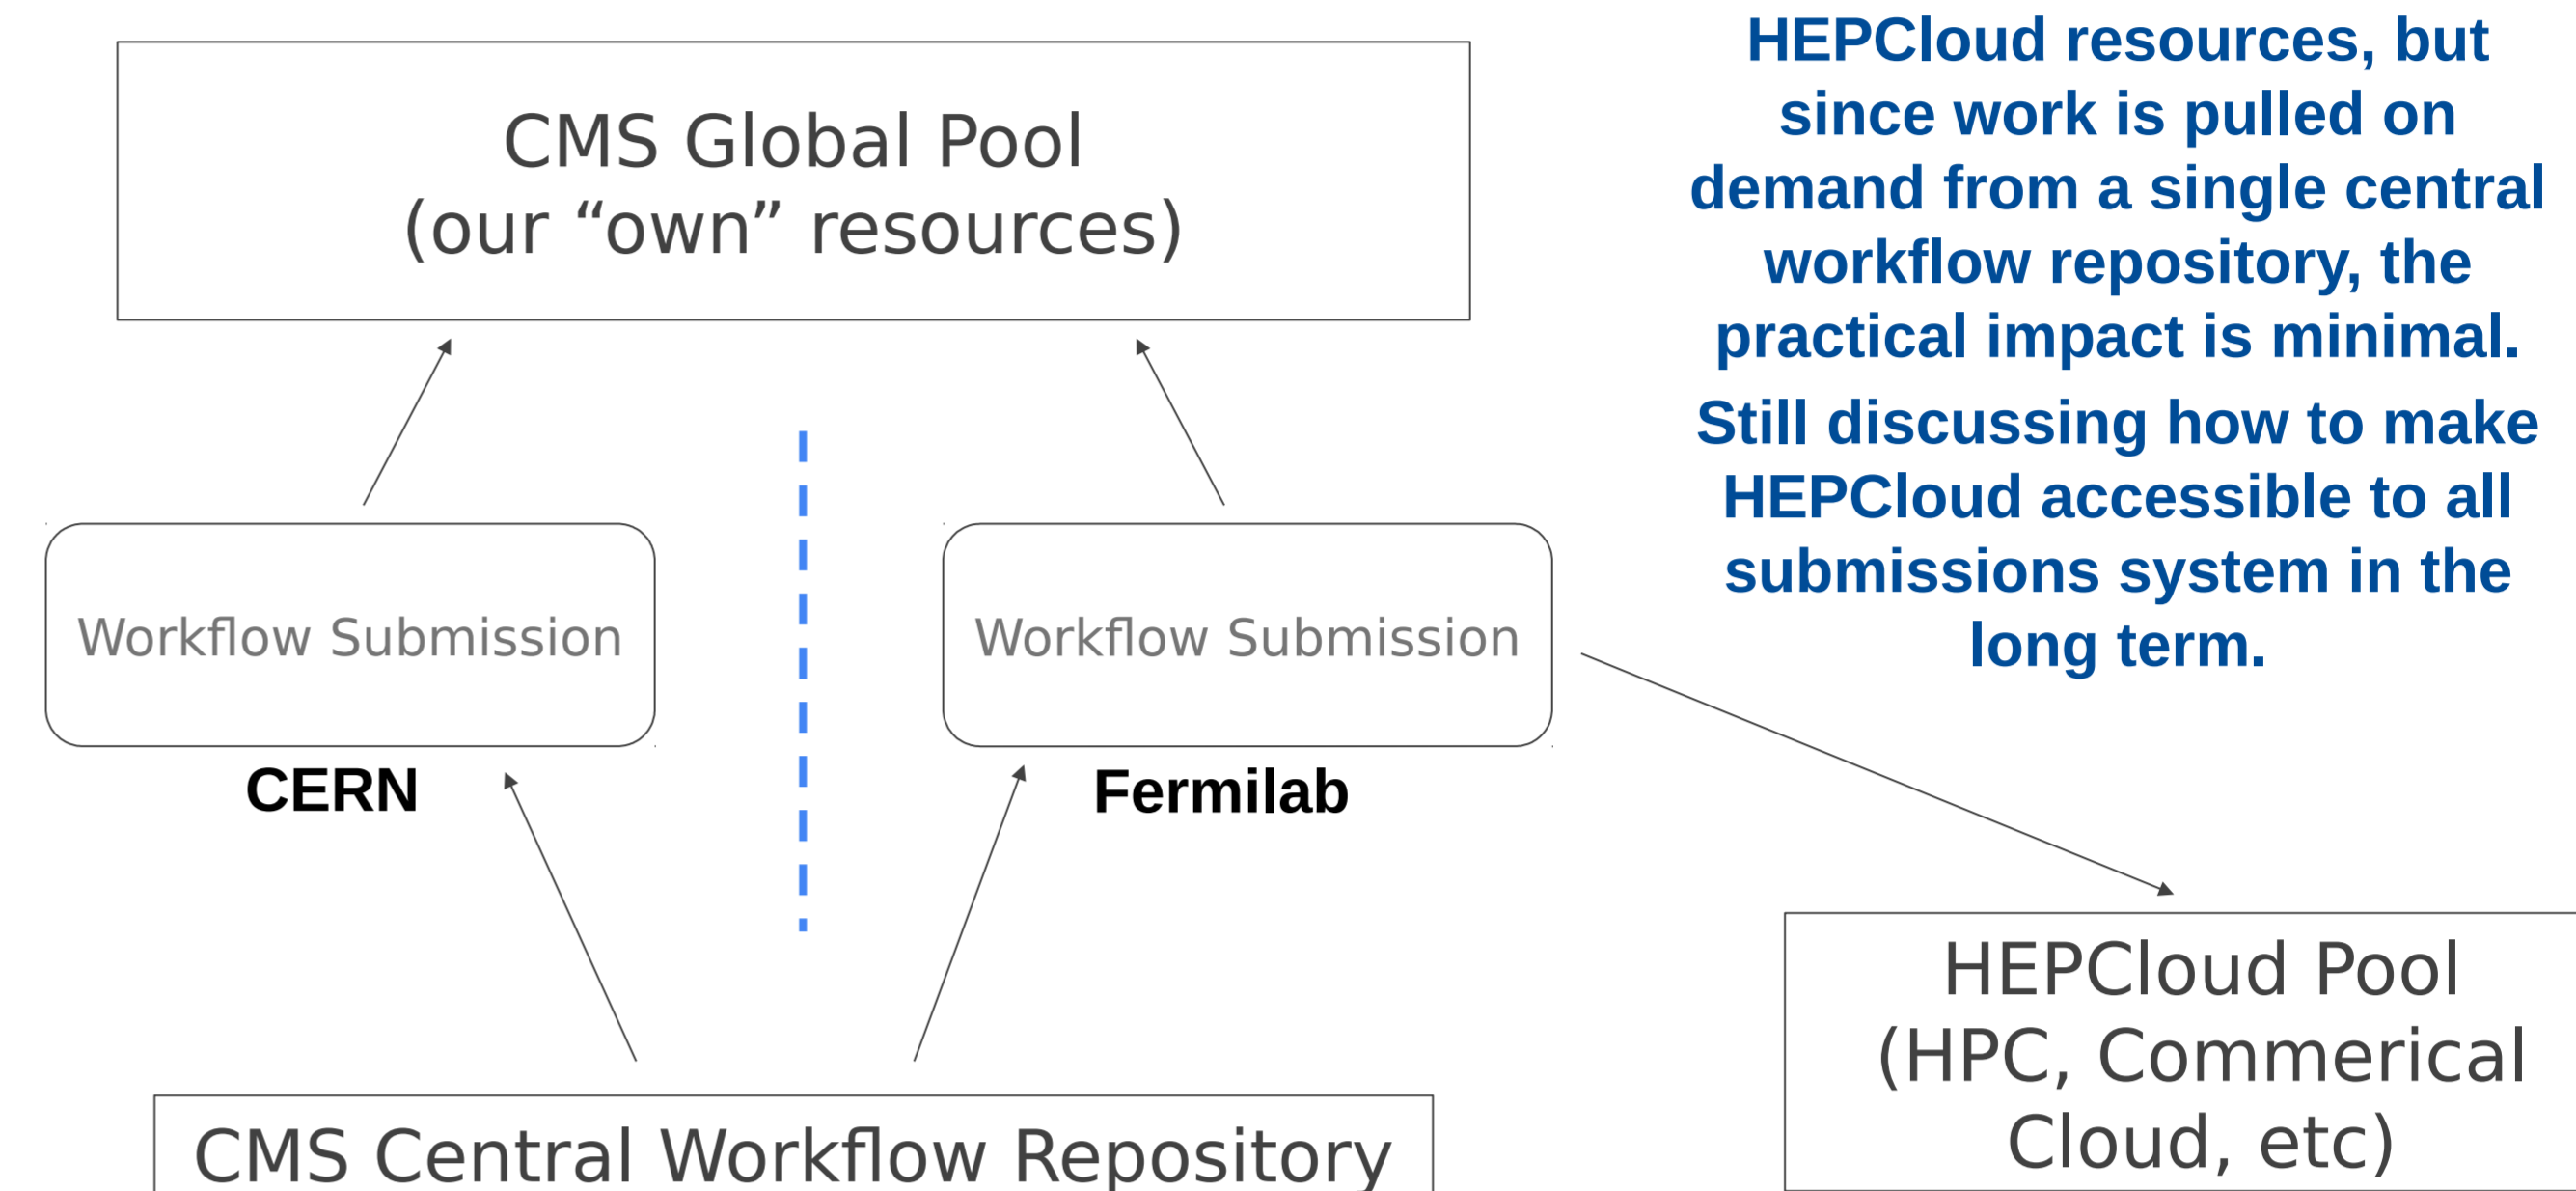 CMS Global Pool
(our “own” resources)
Workflow Submission
CERN
Workflow Submission
Fermilab
CMS Central Workflow Repository
HEPCloud resources, but
since work is pulled on
demand from a single central
workflow repository, the
practical impact is minimal.
Still discussing how to make
HEPCloud accessible to all
submissions system in the
long term.
HEPCloud Pool
(HPC, Commerical
Cloud, etc)